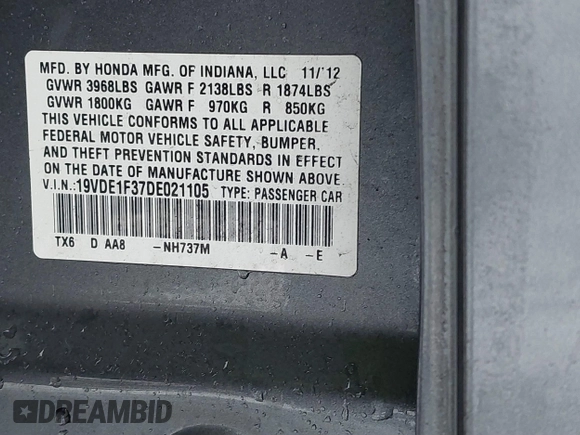 MFD. BY HONDA MFG. OF INDIANA, LLC 11/'12
GVWR 3968LBS GAWR F 2138LBS R 1874LBS
GVWR 1800KG GAWR F 970KG R 850KG
THIS VEHICLE CONFORMS TO ALL APPLICABLE
FEDERAL MOTOR VEHICLE SAFETY, BUMPER,
AND THEFT PREVENTION STANDARDS IN EFFECT
ON THE DATE OF MANUFACTURE SHOWN ABOVE.
V.I.N.: 19VDE1F37DE021105 TYPE: PASSENGER CAR
TX6 D AA8 -NH737M -A -E
DREAMBID